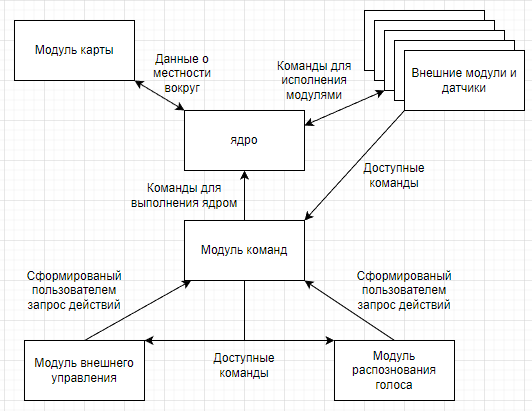 Модуль карты
Данные о
местности
вокруг
Команды для
исполнения
модулями
Внешние модули и
датчики
ядро
Доступные
команды
Команды для
выполнения ядром
Модуль команд
Сформированый
пользователем
запрос действий
Сформированый
пользователем
запрос действий
Модуль внешнего
управления
Доступные
команды
Модуль
распознования
голоса